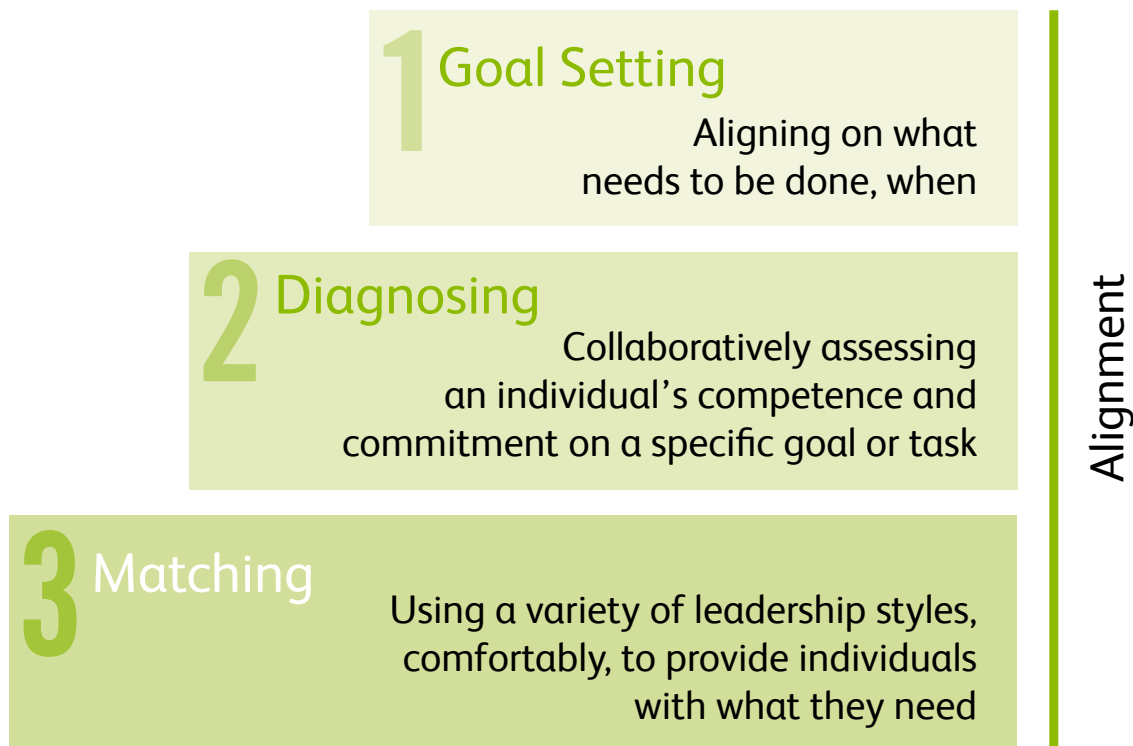 1 Goal Setting
Aligning on what
needs to be done, when
2 Diagnosing
Collaboratively assessing
an individual’s competence and
commitment on a specific goal or task
3 Matching
Using a variety of leadership styles,
comfortably, to provide individuals
with what they need
Alignment